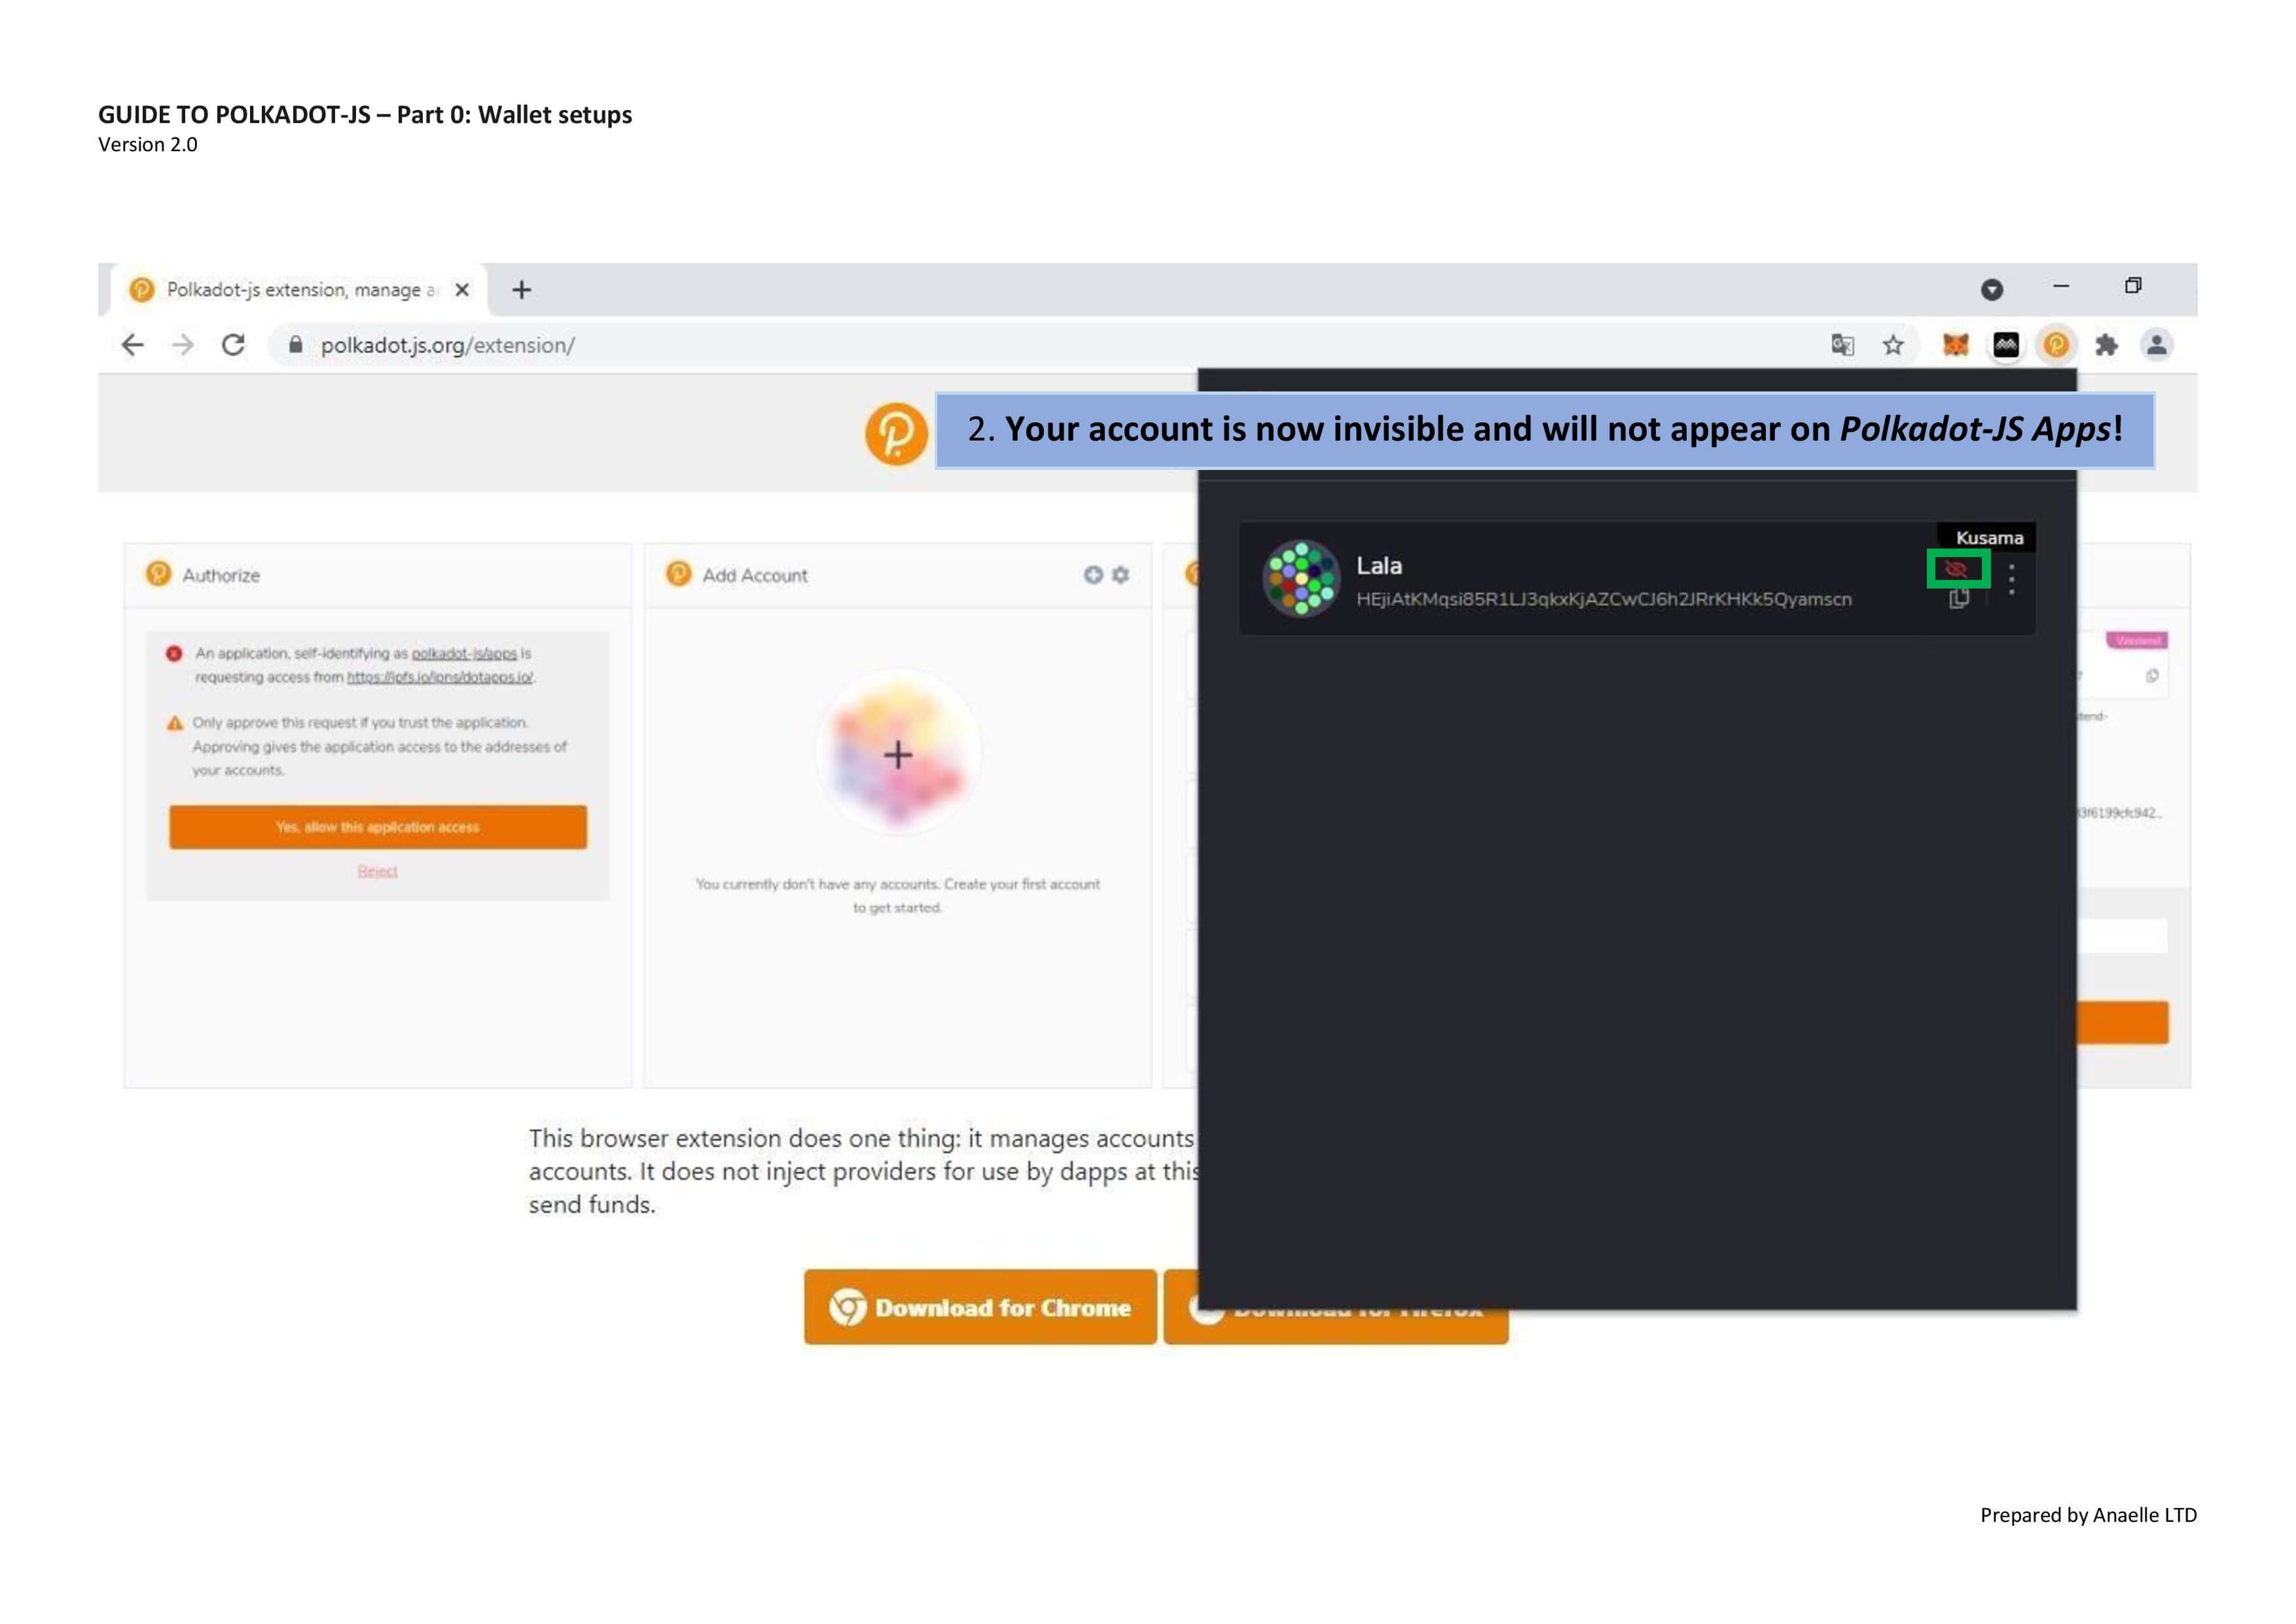 GUIDE TO POLKADOT-JS – Part 0: Wallet setups
Version 2.0
Polkadot-js extension, manage a
polkadot.js.org/extension/
2. Your account is now invisible and will not appear on Polkadot-JS Apps!
Kusama
Lala
HEjiAtKMqsi85R1LJ3qkxKjAZCwCJ6h2JRrKHKk5Qyamscn
Authorize
An application, self-identifying as polkadot-js/apps is
requesting access from https://ipfs.io/ipns/dotapps.io/.
Only approve this request if you trust the application.
Approving gives the application access to the addresses of
your accounts.
Yes, allow this application access
Reject
Add Account
You currently don't have any accounts. Create your first account
to get started.
Westend
tend-
3f6199cfc942...
This browser extension does one thing: it manages accounts
accounts. It does not inject providers for use by dapps at this
send funds.
Download for Chrome
Download for Firefox
Prepared by Anaelle LTD